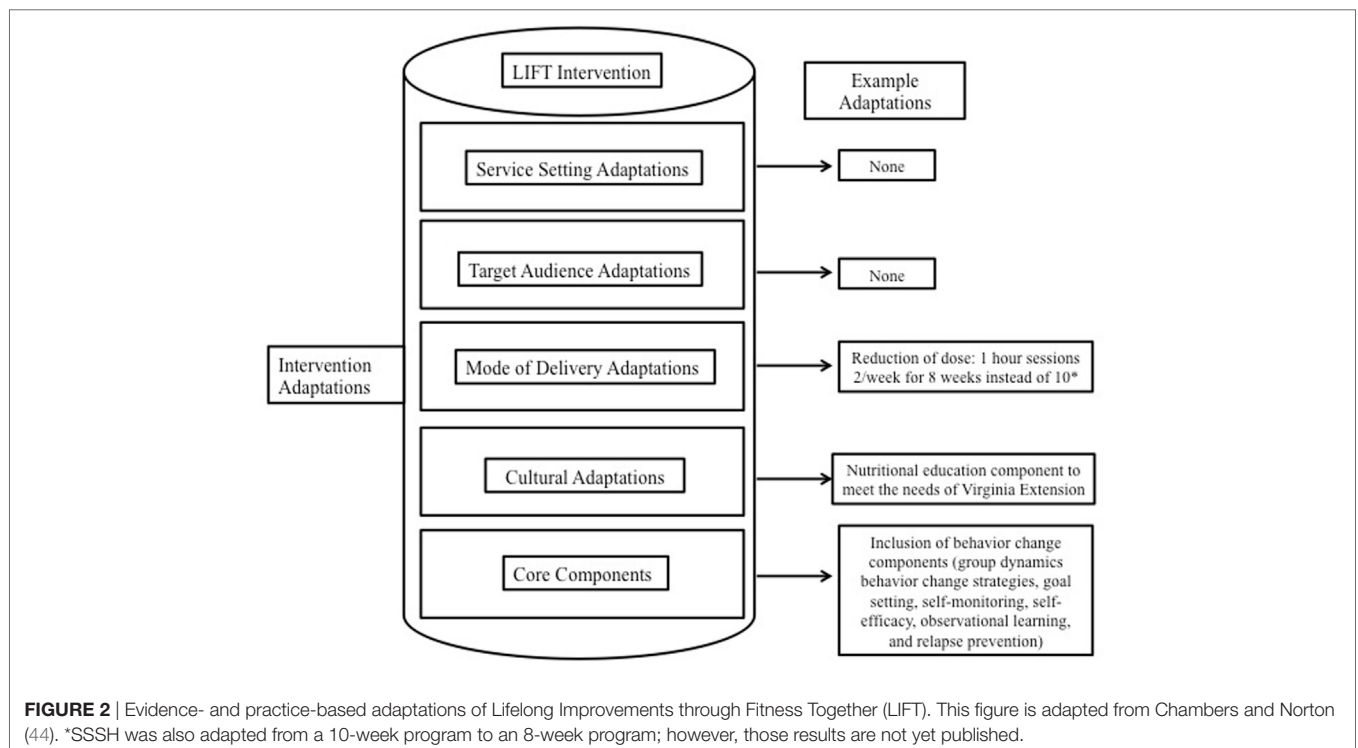 LIFT Intervention
Example
Adaptations
Service Setting Adaptations
None
Target Audience Adaptations
None
Intervention
Adaptations
Mode of Delivery Adaptations
Reduction of dose: 1 hour sessions
2/week for 8 weeks instead of 10*
Cultural Adaptations
Nutritional education component to
meet the needs of Virginia Extension
Core Components
Inclusion of behavior change
components (group dynamics
behavior change strategies, goal
setting, self-monitoring, self-
efficacy, observational learning,
and relapse prevention)
FIGURE 2 | Evidence- and practice-based adaptations of Lifelong Improvements through Fitness Together (LIFT). This figure is adapted from Chambers and Norton
(44). *SSSH was also adapted from a 10-week program to an 8-week program; however, those results are not yet published.